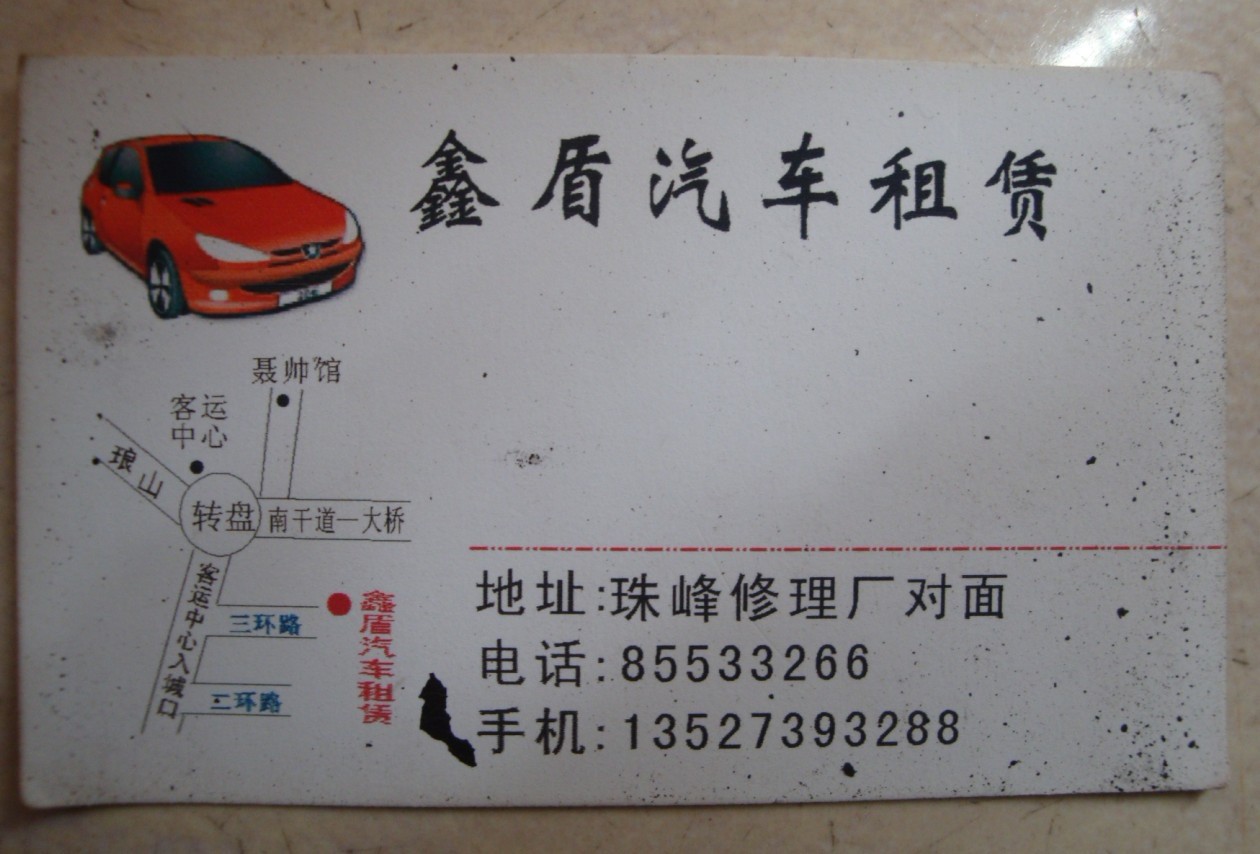 鑫盾汽车租赁
聂帅馆
客运
中心
琅山
转盘
南干道一大桥
客运中心入城口
三环路
二环路
鑫盾汽车租赁
地址:珠峰修理厂对面
电话:85533266
手机:13527393288